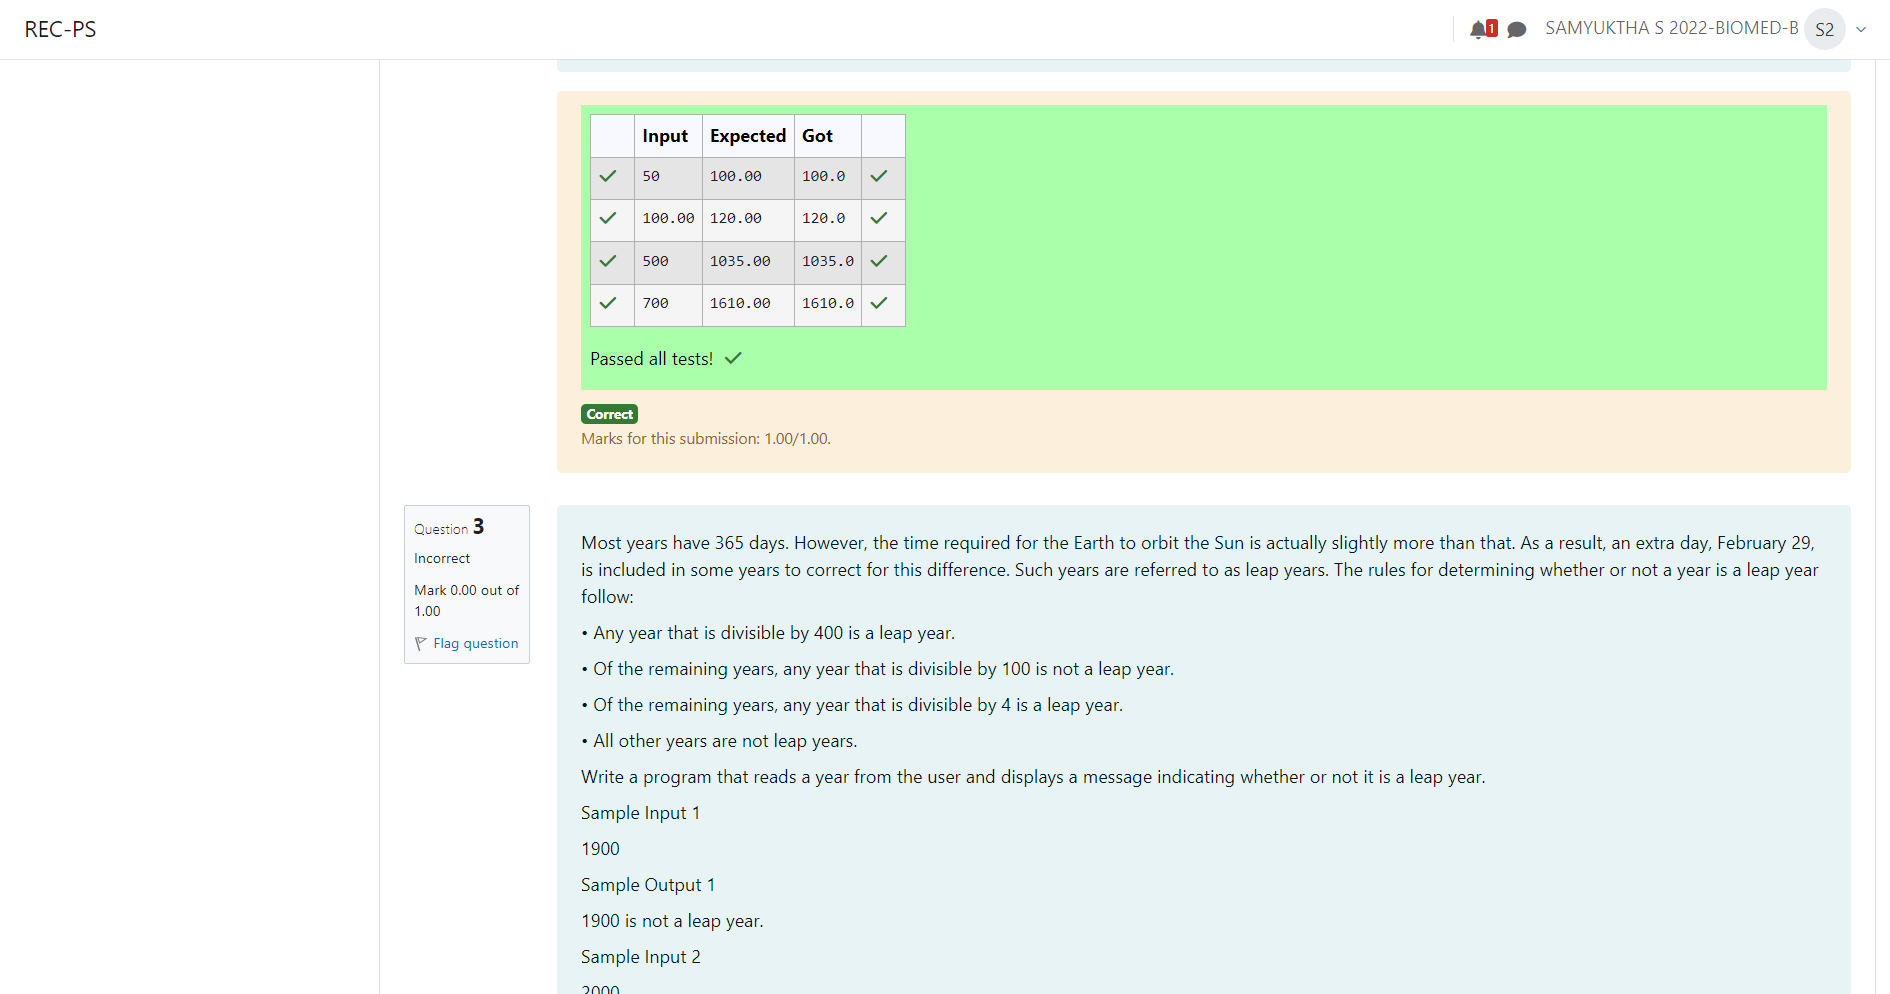 REC-PS
1
SAMYUKTHA S 2022-BIOMED-B
S2
Input Expected Got
50 100.00 100.0
100.00 120.00 120.0
500 1035.00 1035.0
700 1610.00 1610.0
Passed all tests!
Correct
Marks for this submission: 1.00/1.00.
Question 3
Incorrect
Mark 0.00 out of
1.00
Flag question
Most years have 365 days. However, the time required for the Earth to orbit the Sun is actually slightly more than that. As a result, an extra day, February 29,
is included in some years to correct for this difference. Such years are referred to as leap years. The rules for determining whether or not a year is a leap year
follow:
• Any year that is divisible by 400 is a leap year.
• Of the remaining years, any year that is divisible by 100 is not a leap year.
• Of the remaining years, any year that is divisible by 4 is a leap year.
• All other years are not leap years.
Write a program that reads a year from the user and displays a message indicating whether or not it is a leap year.
Sample Input 1
1900
Sample Output 1
1900 is not a leap year.
Sample Input 2
2000